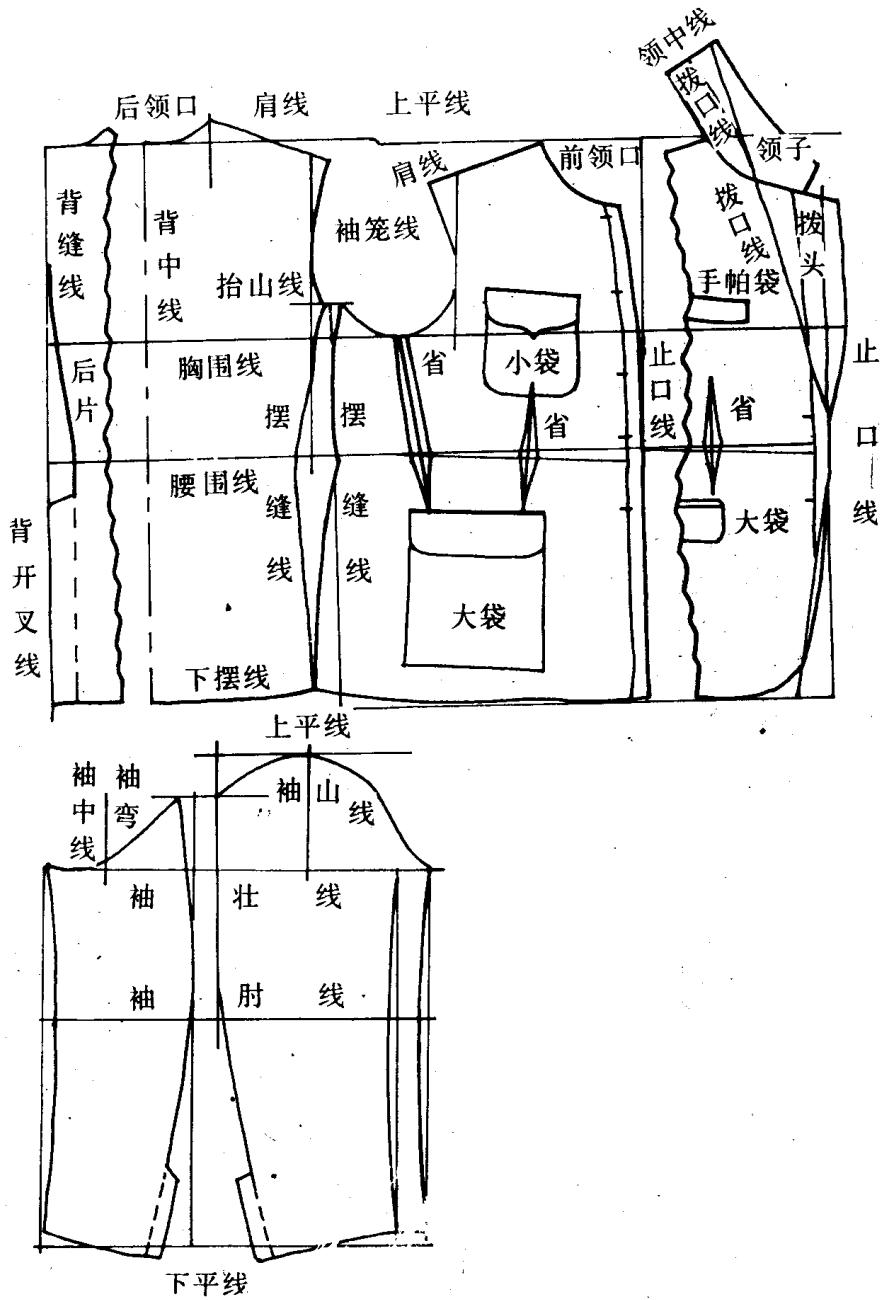 领中线
拨口线
后领口 肩线 上平线
肩线
前领口
领子
背缝线
背中线
袖笼线
拨口线
拨头
抬山线
手帕袋
胸围线
后片
省
小袋
止口线
止口线
摆缝线
摆缝线
省
省
腰围线
背开叉线
大袋
大袋
下摆线
上平线
袖中线
袖弯
袖山线
袖壮线
袖肘线
下平线